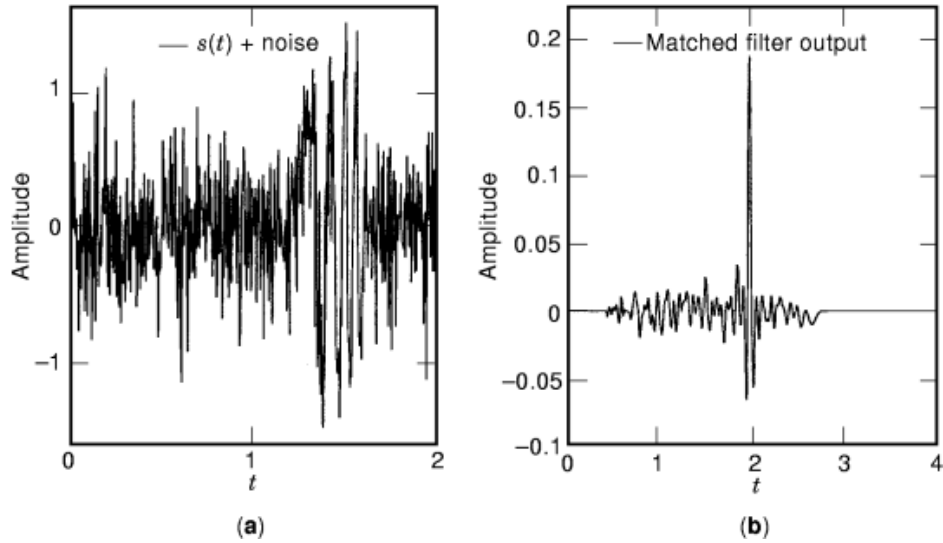 s(t) + noise
1
0
−1
Amplitude
0
1
2
t
(a)
Matched filter output
0.2
0.15
0.1
0.05
0
−0.05
−0.1
Amplitude
0
1
2
3
4
t
(b)